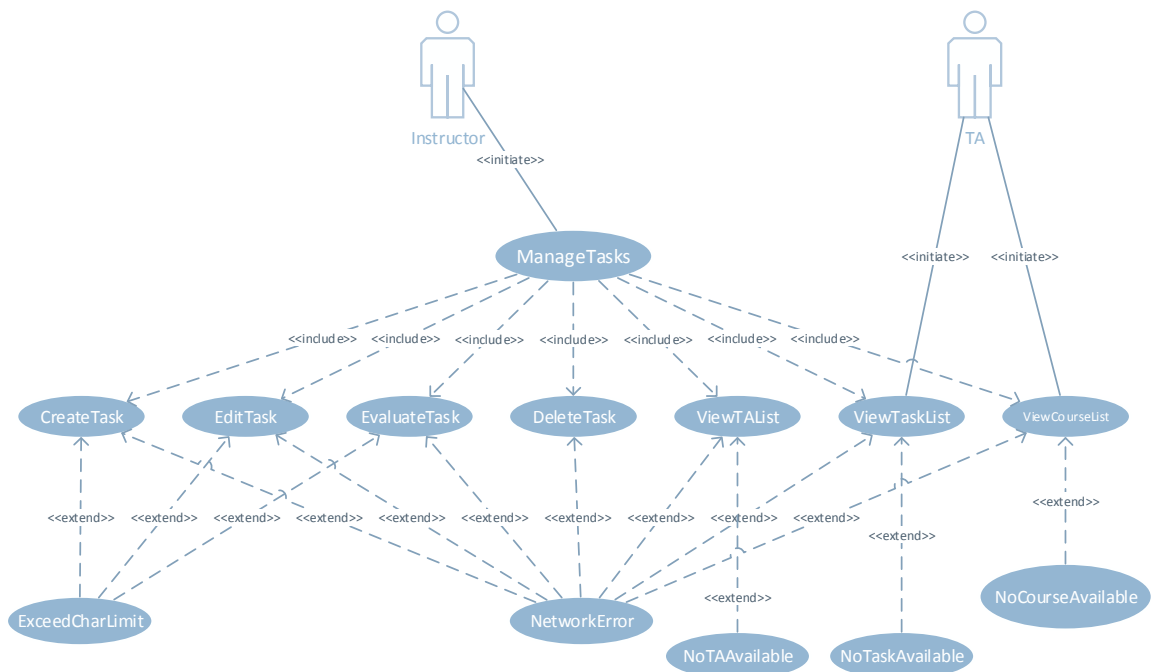 Instructor
TA
<<initiate>>
ManageTasks
<<initiate>>
<<initiate>>
<<include>>
<<include>>
<<include>>
<<include>>
<<include>>
<<include>>
<<include>>
CreateTask
EditTask
EvaluateTask
DeleteTask
ViewTAList
ViewTaskList
ViewCourseList
<<extend>>
<<extend>>
<<extend>>
<<extend>>
<<extend>>
<<extend>>
<<extend>>
<<extend>>
<<extend>>
<<extend>>
<<extend>>
<<extend>>
<<extend>>
ExceedCharLimit
NetworkError
NoTAAvailable
NoTaskAvailable
NoCourseAvailable